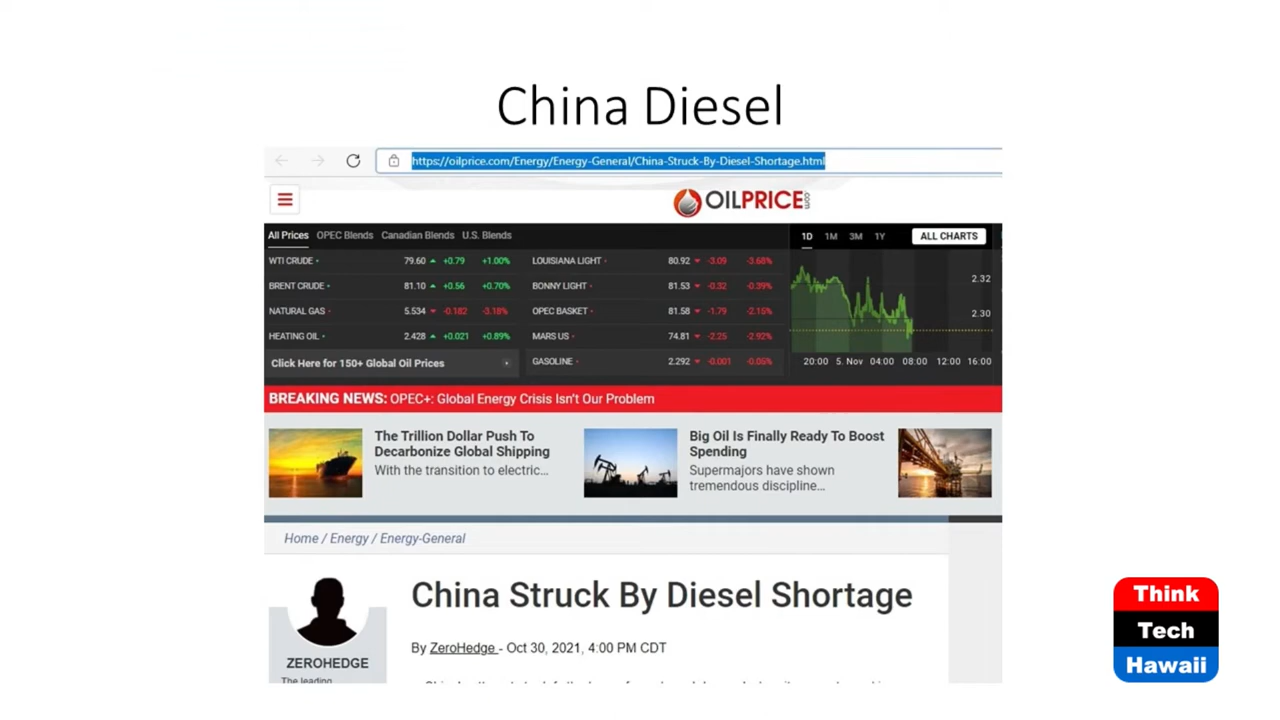 China Diesel
https://oilprice.com/Energy/Energy-General/China-Struck-By-Diesel-Shortage.html
OILPRICE.com
All Prices OPEC Blends Canadian Blends U.S. Blends
1D 1M 3M 1Y ALL CHARTS
WTI CRUDE 79.60 +0.79 +1.00% LOUISIANA LIGHT 80.92 -3.09 -3.68%
2.32
BRENT CRUDE 81.10 +0.56 +0.70% BONNY LIGHT 81.53 -0.32 -0.39%
NATURAL GAS 5.534 -0.182 -3.18% OPEC BASKET 81.58 -1.79 -2.15%
2.30
HEATING OIL 2.428 +0.021 +0.89% MARS US 74.81 -2.25 -2.92%
Click Here for 150+ Global Oil Prices GASOLINE 2.292 -0.001 -0.05%
20:00 5. Nov 04:00 08:00 12:00 16:00
BREAKING NEWS: OPEC+: Global Energy Crisis Isn't Our Problem
The Trillion Dollar Push To
Decarbonize Global Shipping
With the transition to electric...
Big Oil Is Finally Ready To Boost
Spending
Supermajors have shown
tremendous discipline...
Home / Energy / Energy-General
China Struck By Diesel Shortage
By ZeroHedge - Oct 30, 2021, 4:00 PM CDT
ZEROHEDGE
The leading
Think
Tech
Hawaii